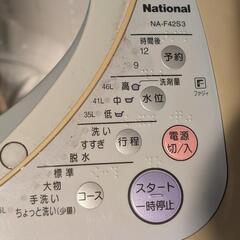 National
NA-F42S3
時間後
12
9
予約
洗剤量
46L 高
41L 中
35L 低
水位
F
ファジィ
洗い
すすぎ
脱水
行程
電源
切/入
標準
大物
手洗い
ちょっと洗い(少量)
コース
スタート
一時停止